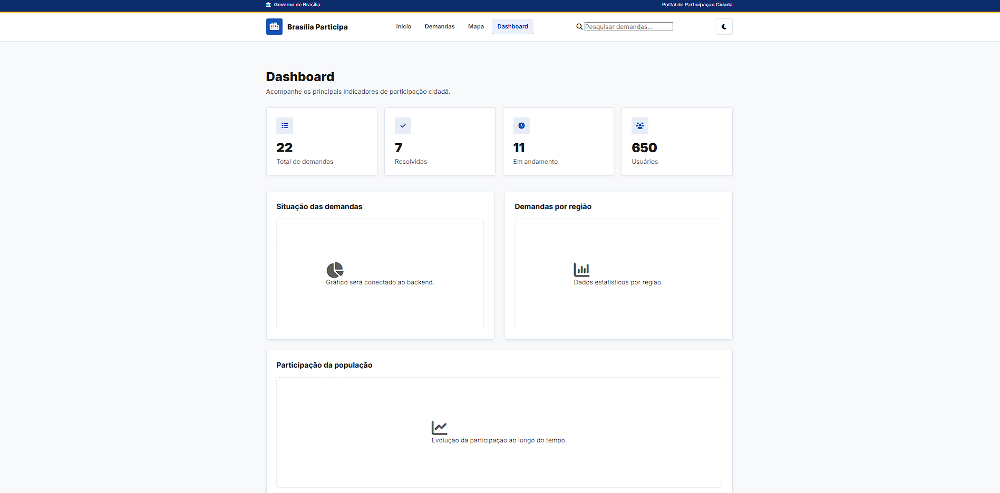 Governo de Brasília
Portal de Participação Cidadã
Brasília Participa
Início
Demandas
Mapa
Dashboard
Pesquisar demandas...
Dashboard
Acompanhe os principais indicadores de participação cidadã.
22
Total de demandas
7
Resolvidas
11
Em andamento
650
Usuários
Situação das demandas
Gráfico será conectado ao backend.
Demandas por região
Dados estatísticos por região.
Participação da população
Evolução da participação ao longo do tempo.